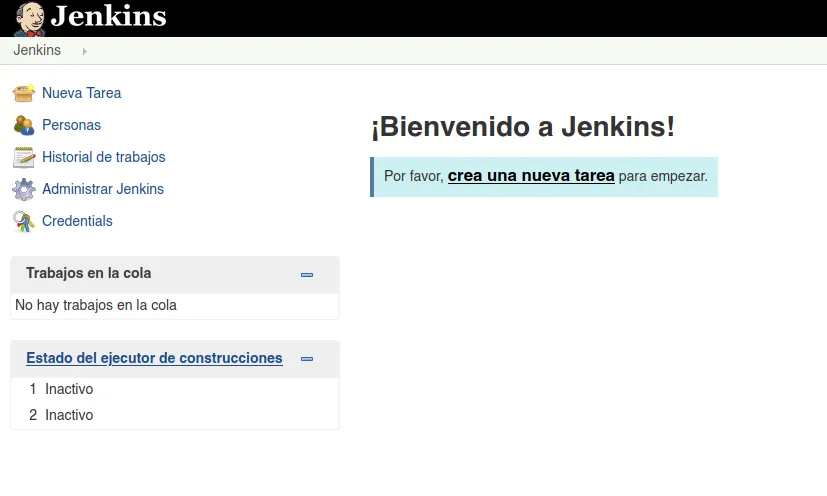 Jenkins
Jenkins
Nueva Tarea
Personas
Historial de trabajos
Administrar Jenkins
Credentials
Trabajos en la cola
No hay trabajos en la cola
Estado del ejecutor de construcciones
1 Inactivo
2 Inactivo
¡Bienvenido a Jenkins!
Por favor, crea una nueva tarea para empezar.